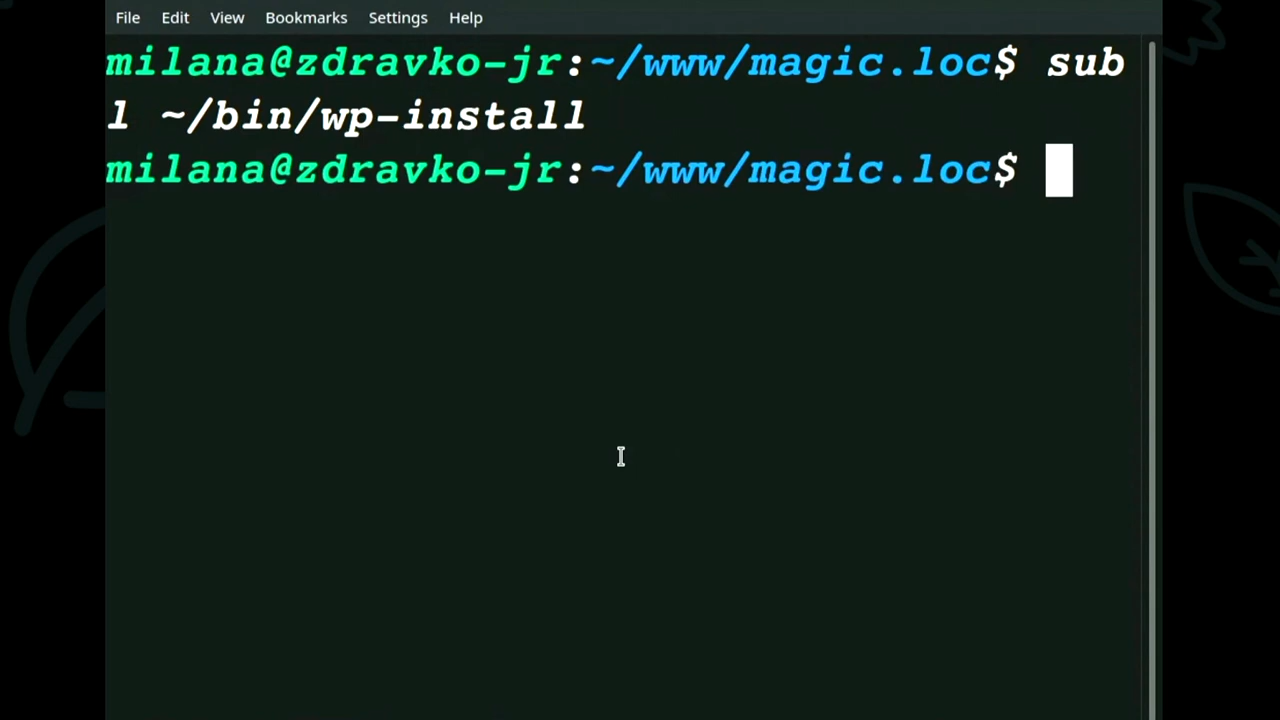 File Edit View Bookmarks Settings Help
milana@zdravko-jr:~/www/magic.loc$ sub
l ~/bin/wp-install
milana@zdravko-jr:~/www/magic.loc$